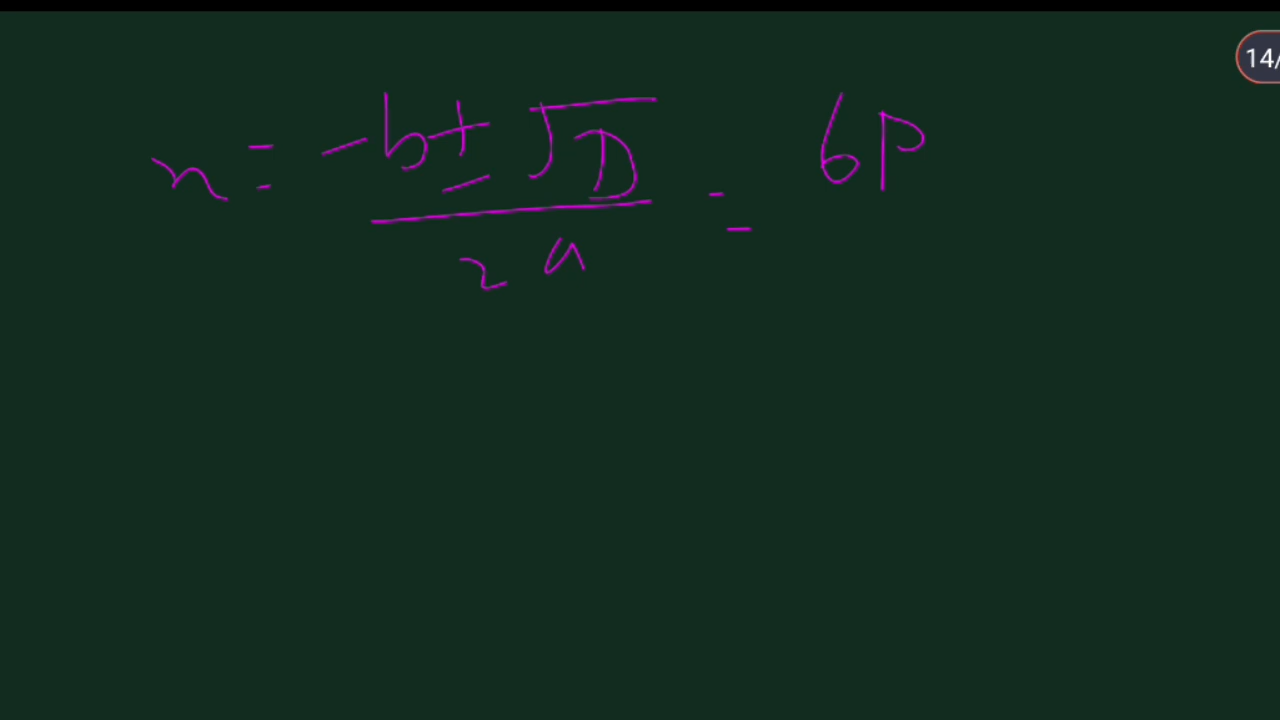 14/
x = -b ± √D / 2a = 6P